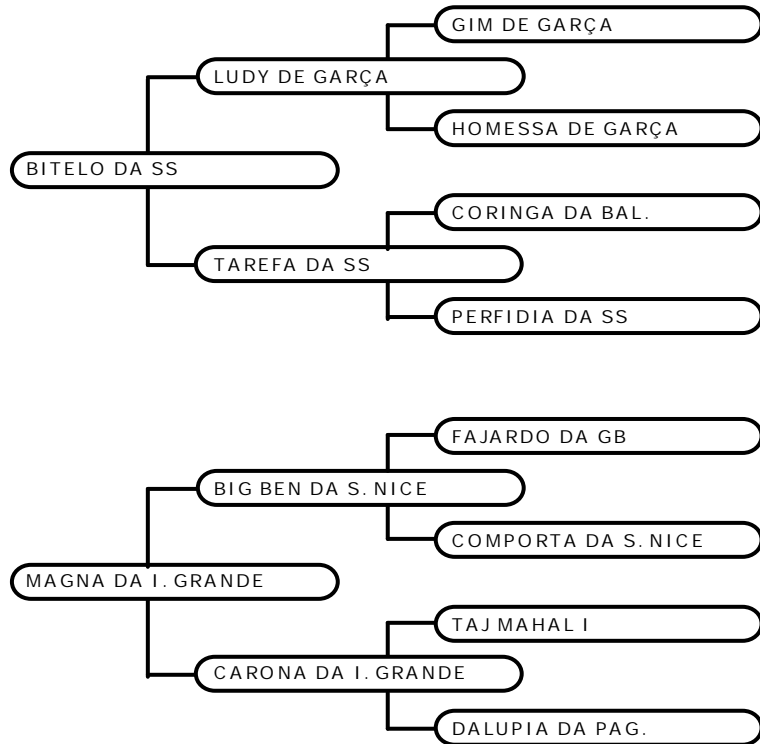 GIM DE GARÇA
LUDY DE GARÇA
HOMESSA DE GARÇA
BITELO DA SS
CORINGA DA BAL.
TAREFA DA SS
PERFIDIA DA SS
FAJARDO DA GB
BIG BEN DA S. NICE
COMPORTA DA S. NICE
MAGNA DA I. GRANDE
TAJ MAHAL I
CARONA DA I. GRANDE
DALUPIA DA PAG.